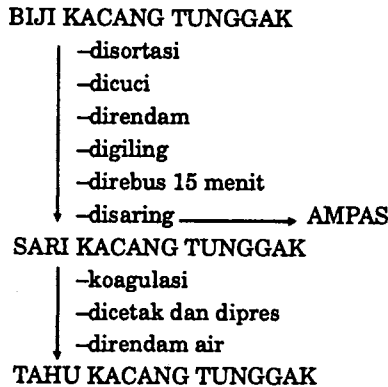 BIJI KACANG TUNGGAK
–disortasi
–dicuci
–direndam
–digiling
–direbus 15 menit
–disaring → AMPAS
SARI KACANG TUNGGAK
–koagulasi
–dicetak dan dipres
–direndam air
TAHU KACANG TUNGGAK